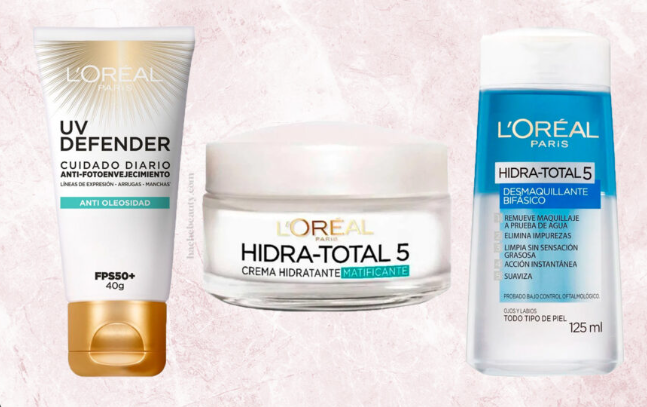 L'ORÉAL
PARIS
UV
DEFENDER
CUIDADO DIARIO
ANTI-FOTOENVEJECIMIENTO
LÍNEAS DE EXPRESIÓN - ARRUGAS - MANCHAS
ANTI OLEOSIDAD
FPS50+
40g
hachebeauty.com
L'ORÉAL
PARIS
HIDRA-TOTAL 5
CREMA HIDRATANTE MATIFICANTE
L'ORÉAL
PARIS
HIDRA-TOTAL 5
DESMAQUILLANTE
BIFÁSICO
REMUEVE MAQUILLAJE
A PRUEBA DE AGUA
ELIMINA IMPUREZAS
LIMPIA SIN SENSACIÓN
GRASOSA
ACCIÓN INSTANTÁNEA
SUAVIZA
PROBADO BAJO CONTROL OFTALMOLÓGICO
OJOS Y LABIOS
TODO TIPO DE PIEL
125 ml